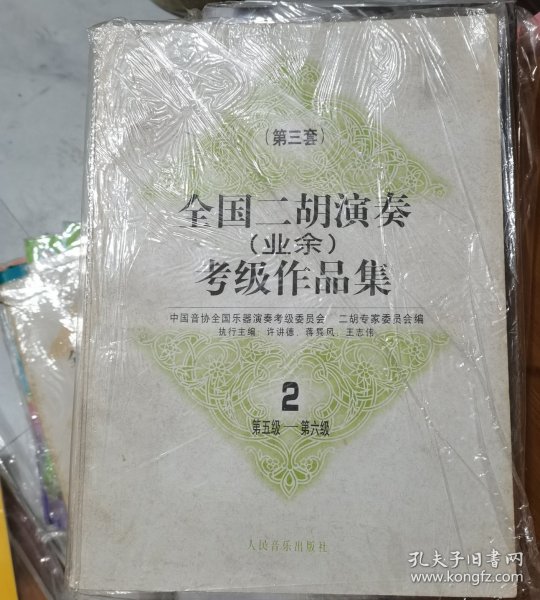 （第三套）
全国二胡演奏
（业余）
考级作品集
中国音协全国乐器演奏考级委员会 二胡专家委员会编
执行主编：许讲德、蒋巽风、王志伟
2
第五级——第六级
人民音乐出版社
孔夫子旧书网
www.kongfz.com